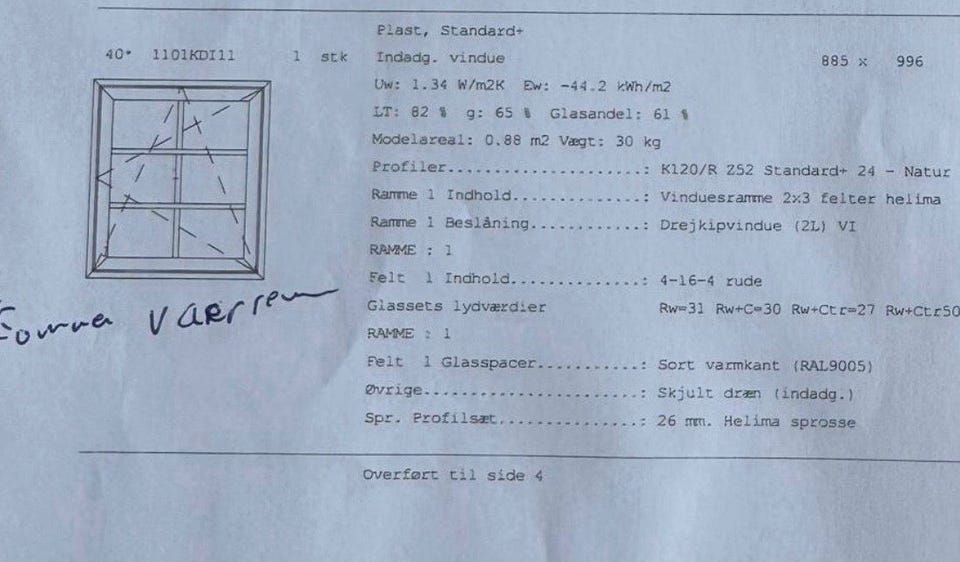 Plast, Standard+
40* 1101KDI11 1 stk Indadg. vindue 885 x 996
Uw: 1.34 W/m2K Ew: -44.2 kWh/m2
LT: 82 % g: 65 % Glasandel: 61 %
Modelareal: 0.88 m2 Vægt: 30 kg
Profiler.....................: K120/R Z52 Standard+ 24 - Natur
Ramme 1 Indhold..............: Vinduesramme 2x3 felter helima
Ramme 1 Beslåning............: Drejkipvindue (2L) VI
RAMME : 1
Felt 1 Indhold...............: 4-16-4 rude
Glassets lydværdier Rw=31 Rw+C=30 Rw+Ctr=27 Rw+Ctr50
RAMME : 1
Felt 1 Glasspacer............: Sort varmkant (RAL9005)
Øvrige.......................: Skjult dræn (indadg.)
Spr. Profilsæt...............: 26 mm. Helima sprosse
Overført til side 4